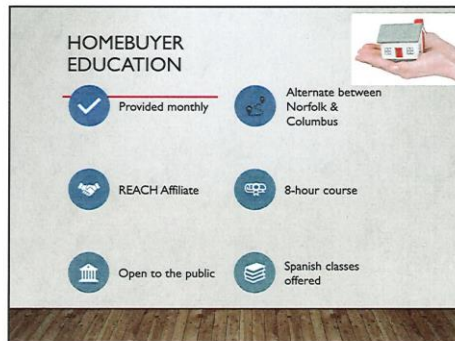 HOMEBUYER
EDUCATION
Provided monthly
Alternate between
Norfolk &
Columbus
REACH Affiliate
8-hour course
Open to the public
Spanish classes
offered